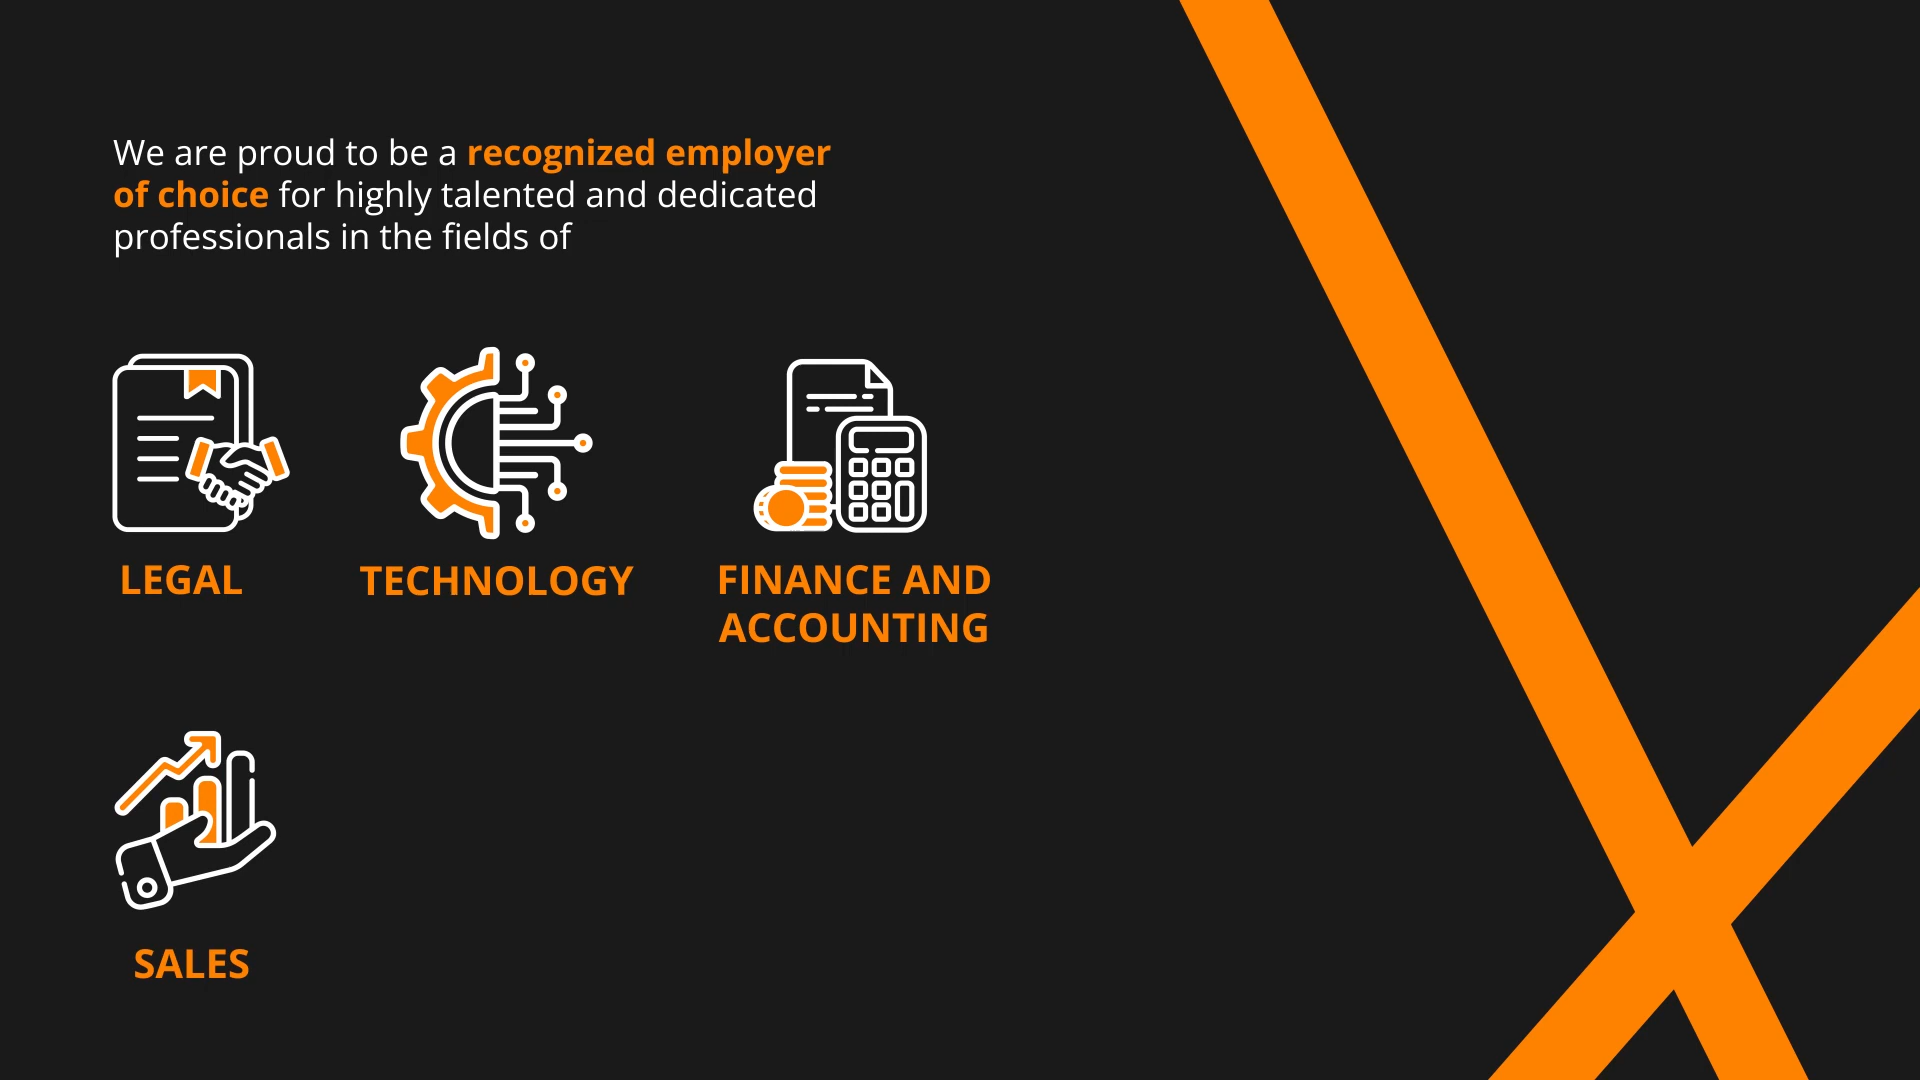 We are proud to be a recognized employer
of choice for highly talented and dedicated
professionals in the fields of
LEGAL
TECHNOLOGY
FINANCE AND
ACCOUNTING
SALES